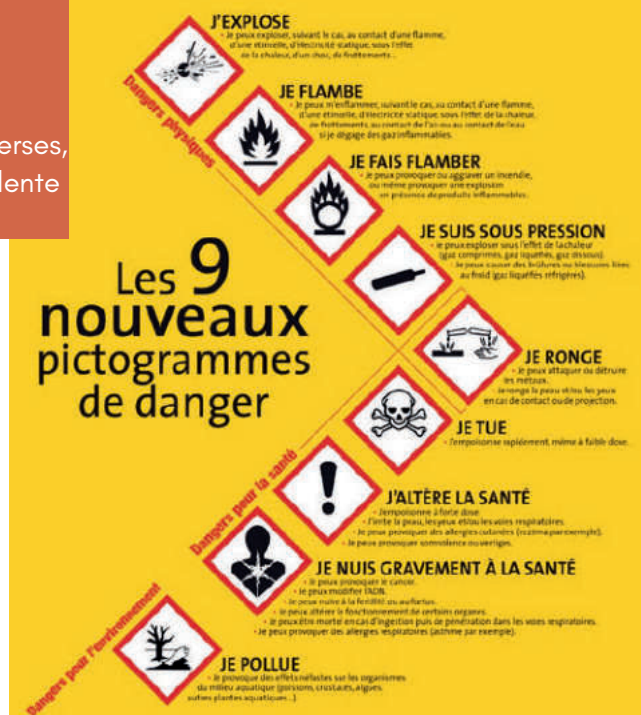 erses,
lente
Les 9
nouveaux
pictogrammes
de danger
Dangers physiques
J'EXPLOSE
- Je peux exploser, suivant le cas, au contact d'une flamme,
d'une étincelle, d'électricité statique, sous l'effet
de la chaleur, d'un choc, de frottements...
JE FLAMBE
- Je peux m'enflammer, suivant le cas, au contact d'une flamme,
d'une étincelle, d'électricité statique, sous l'effet de la chaleur,
de frottements, au contact de l'air ou au contact de l'eau
si je dégage des gaz inflammables.
JE FAIS FLAMBER
- Je peux provoquer ou aggraver un incendie,
ou même provoquer une explosion
en présence de produits inflammables.
JE SUIS SOUS PRESSION
- Je peux exploser sous l'effet de la chaleur
(gaz comprimés, gaz liquéfiés, gaz dissous).
- Je peux causer des brûlures ou blessures liées
au froid (gaz liquéfiés réfrigérés).
JE RONGE
- Je peux attaquer ou détruire
les métaux.
- Je ronge la peau et/ou les yeux
en cas de contact ou de projection.
Dangers pour la santé
JE TUE
- J'empoisonne rapidement, même à faible dose.
J'ALTÈRE LA SANTÉ
- J'empoisonne à forte dose.
- J'irrite la peau, les yeux et/ou les voies respiratoires.
- Je peux provoquer des allergies cutanées (eczéma par exemple).
- Je peux provoquer somnolence ou vertiges.
JE NUIS GRAVEMENT À LA SANTÉ
- Je peux provoquer le cancer.
- Je peux modifier l'ADN.
- Je peux nuire à la fertilité ou au fœtus.
- Je peux altérer le fonctionnement de certains organes.
- Je peux être mortel en cas d'ingestion puis de pénétration dans les voies respiratoires.
- Je peux provoquer des allergies respiratoires (asthme par exemple).
Dangers pour l'environnement
JE POLLUE
- Je provoque des effets néfastes sur les organismes
du milieu aquatique (poissons, crustacés, algues,
autres plantes aquatiques...)